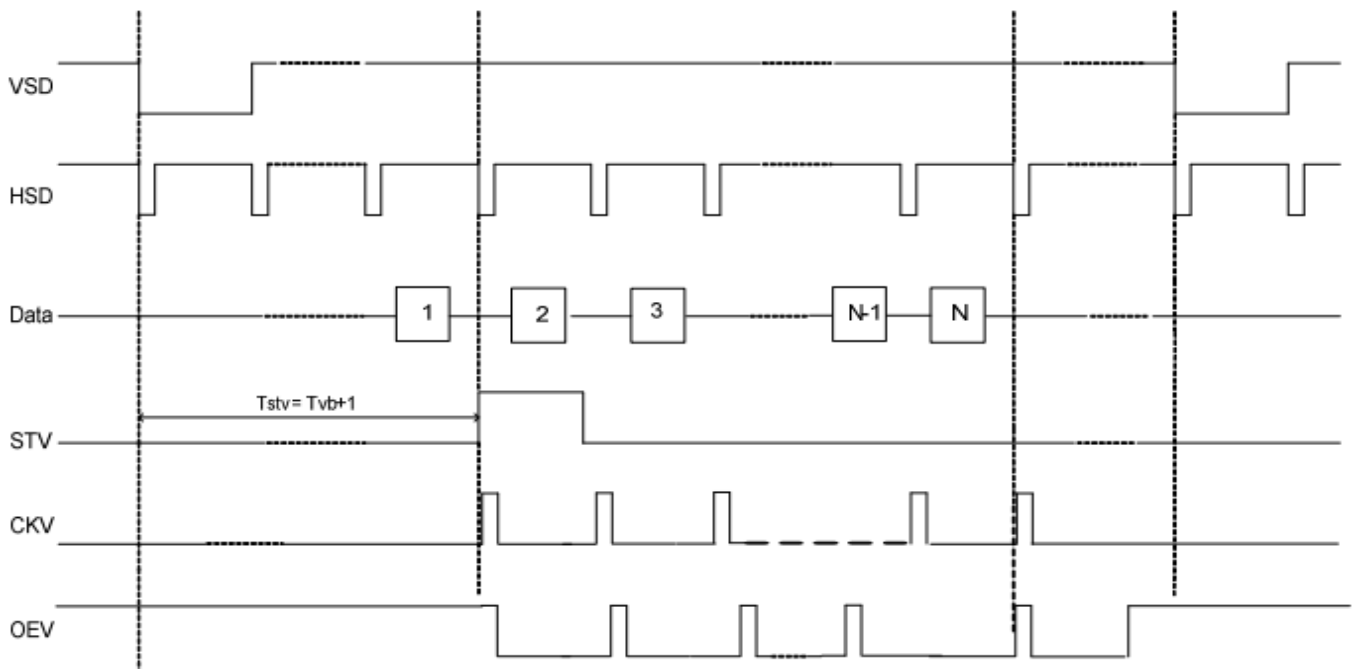 VSD
HSD
Data
1
2
3
N-1
N
Tstv= Tvb+1
STV
CKV
OEV